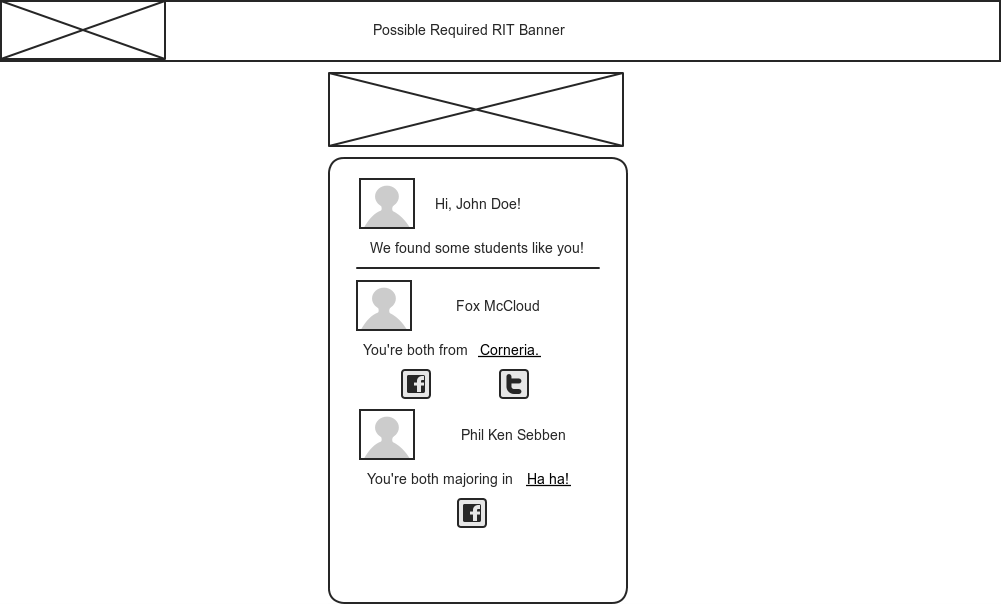 Possible Required RIT Banner
Hi, John Doe!
We found some students like you!
Fox McCloud
You're both from Corneria.
Phil Ken Sebben
You're both majoring in Ha ha!